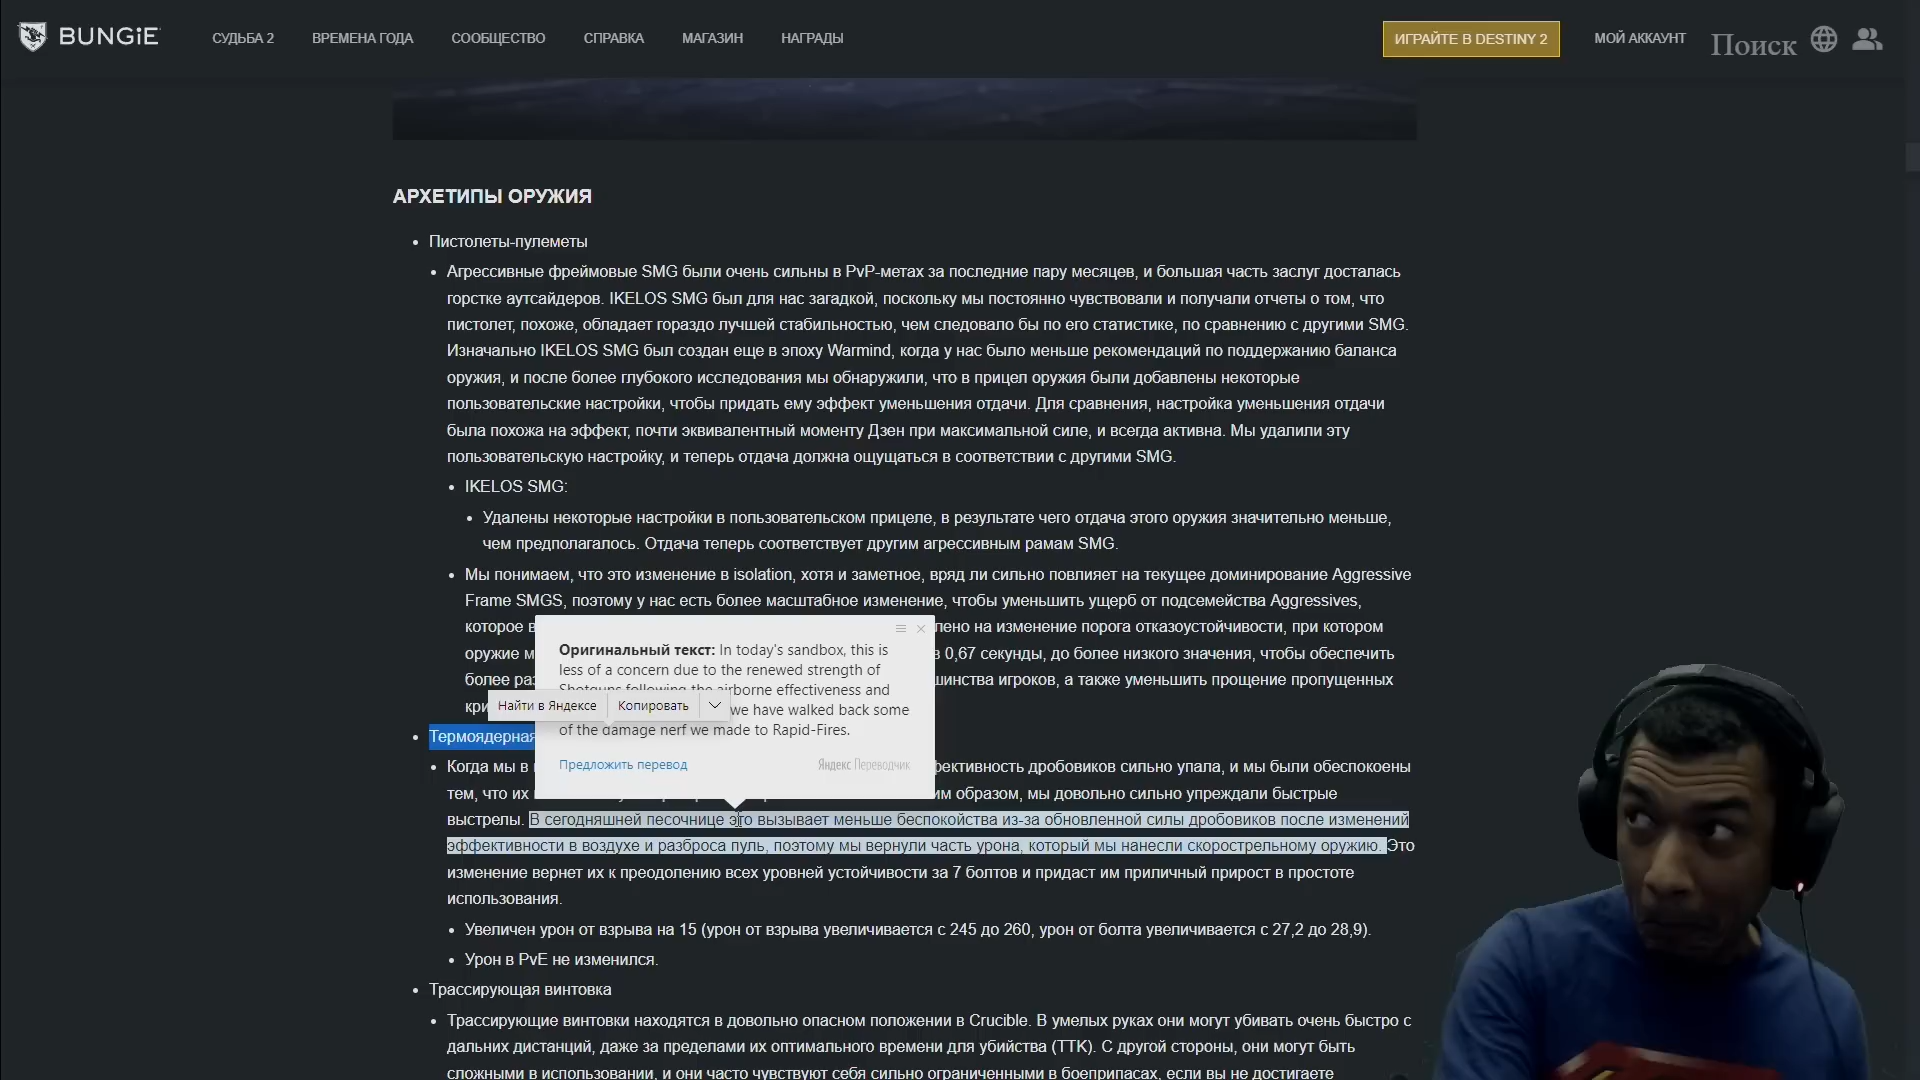 BUNGiE
СУДЬБА 2
ВРЕМЕНА ГОДА
СООБЩЕСТВО
СПРАВКА
МАГАЗИН
НАГРАДЫ
ИГРАЙТЕ В DESTINY 2
МОЙ АККАУНТ
Поиск
АРХЕТИПЫ ОРУЖИЯ
Пистолеты-пулеметы
Агрессивные фреймовые SMG были очень сильны в PvP-метах за последние пару месяцев, и большая часть заслуг досталась
горстке аутсайдеров. IKELOS SMG был для нас загадкой, поскольку мы постоянно чувствовали и получали отчеты о том, что
пистолет, похоже, обладает гораздо лучшей стабильностью, чем следовало бы по его статистике, по сравнению с другими SMG.
Изначально IKELOS SMG был создан еще в эпоху Warmind, когда у нас было меньше рекомендаций по поддержанию баланса
оружия, и после более глубокого исследования мы обнаружили, что в прицел оружия были добавлены некоторые
пользовательские настройки, чтобы придать ему эффект уменьшения отдачи. Для сравнения, настройка уменьшения отдачи
была похожа на эффект, почти эквивалентный моменту Дзен при максимальной силе, и всегда активна. Мы удалили эту
пользовательскую настройку, и теперь отдача должна ощущаться в соответствии с другими SMG.
IKELOS SMG:
Удалены некоторые настройки в пользовательском прицеле, в результате чего отдача этого оружия значительно меньше,
чем предполагалось. Отдача теперь соответствует другим агрессивным рамам SMG.
Мы понимаем, что это изменение в isolation, хотя и заметное, вряд ли сильно повлияет на текущее доминирование Aggressive
Frame SMGS, поэтому у нас есть более масштабное изменение, чтобы уменьшить ущерб от подсемейства Aggressives,
которое в
лено на изменение порога отказоустойчивости, при котором
оружие м
в 0,67 секунды, до более низкого значения, чтобы обеспечить
более раз
шинства игроков, а также уменьшить прощение пропущенных
кри
Оригинальный текст: In today's sandbox, this is
less of a concern due to the renewed strength of
Shotguns following the airborne effectiveness and
we have walked back some
of the damage nerf we made to Rapid-Fires.
Найти в Яндексе
Копировать
Предложить перевод
Яндекс Переводчик
Термоядерная
Когда мы в
фективность дробовиков сильно упала, и мы были обеспокоены
тем, что их
им образом, мы довольно сильно упреждали быстрые
выстрелы. В сегодняшней песочнице это вызывает меньше беспокойства из-за обновленной силы дробовиков после изменений
эффективности в воздухе и разброса пуль, поэтому мы вернули часть урона, который мы нанесли скорострельному оружию. Это
изменение вернет их к преодолению всех уровней устойчивости за 7 болтов и придаст им приличный прирост в простоте
использования.
Увеличен урон от взрыва на 15 (урон от взрыва увеличивается с 245 до 260, урон от болта увеличивается с 27,2 до 28,9).
Урон в PvE не изменился.
Трассирующая винтовка
Трассирующие винтовки находятся в довольно опасном положении в Crucible. В умелых руках они могут убивать очень быстро с
дальних дистанций, даже за пределами их оптимального времени для убийства (TTK). С другой стороны, они могут быть
сложными в использовании, и они часто чувствуют себя сильно ограниченными в боеприпасах, если вы не достигаете